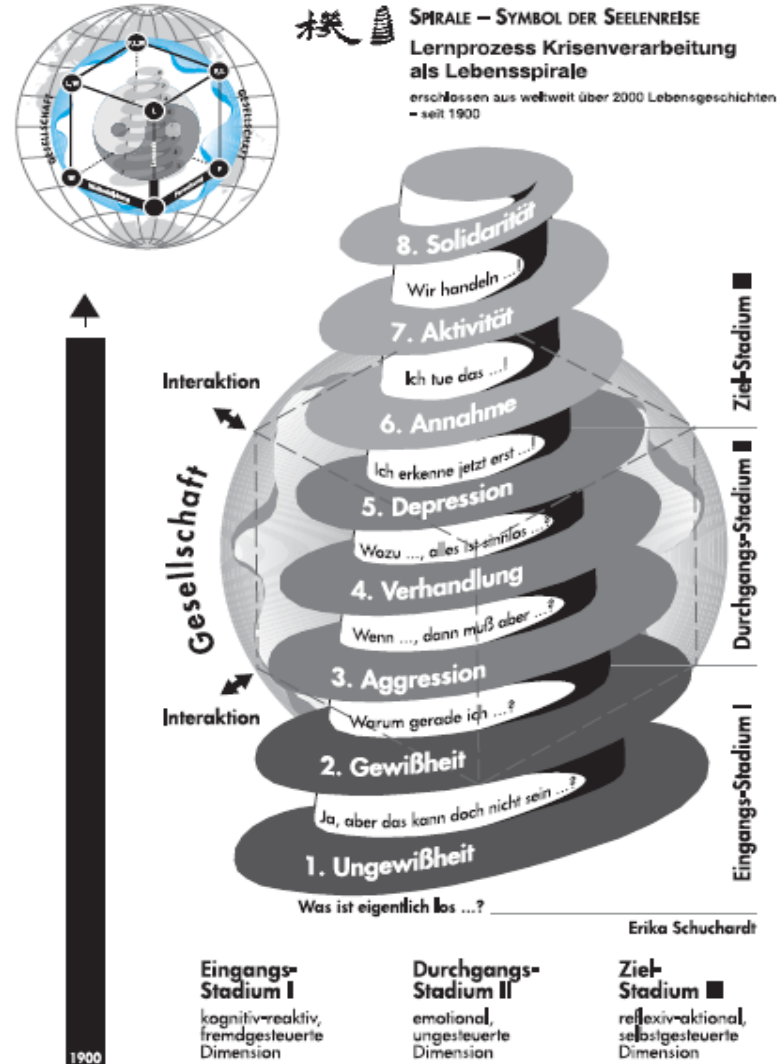 SPIRALE – SYMBOL DER SEELENREISE
Lernprozess Krisenverarbeitung
als Lebensspirale
erschlossen aus weltweit über 2000 Lebensgeschichten
– seit 1900
GESELLSCHAFT
GESELLSCHAFT
L
8. Solidarität
Wir handeln ...!
7. Aktivität
Ich tue das ...!
6. Annahme
Ich erkenne jetzt erst ...!
5. Depression
Wozu ..., alles ist sinnlos ...?
4. Verhandlung
Wenn ..., dann muß aber ...?
3. Aggression
Warum gerade ich ...?
2. Gewißheit
Ja, aber das kann doch nicht sein ...?
1. Ungewißheit
Was ist eigentlich los ...?
Interaktion
Gesellschaft
Interaktion
Ziel-Stadium III
Durchgangs-Stadium II
Eingangs-Stadium I
Erika Schuchardt
Eingangs-
Stadium I
kognitiv-reaktiv,
fremdgesteuerte
Dimension
Durchgangs-
Stadium II
emotional,
ungesteuerte
Dimension
Ziel-
Stadium III
reflexiv-aktional,
selbstgesteuerte
Dimension
1900